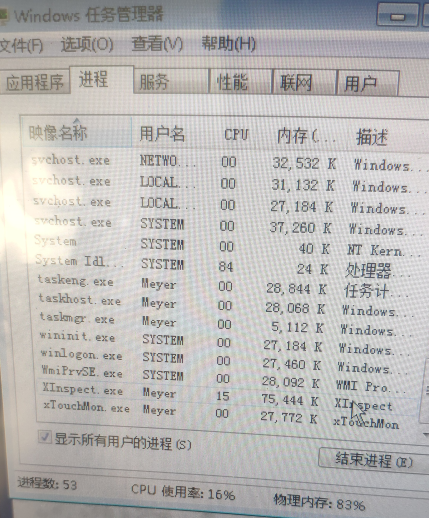 Windows 任务管理器
文件(F) 选项(O) 查看(V) 帮助(H)
应用程序 进程 服务 性能 联网 用户
映像名称 用户名 CPU 内存(... 描述
svchost.exe NETWO... 00 32,532 K Windows...
svchost.exe LOCAL... 00 31,132 K Windows...
svchost.exe LOCAL... 00 27,184 K Windows...
svchost.exe SYSTEM 00 37,260 K Windows...
System SYSTEM 00 40 K NT Kern...
System Idl... SYSTEM 84 24 K 处理器...
taskeng.exe Meyer 00 28,844 K 任务计...
taskhost.exe Meyer 00 28,068 K Windows...
taskmgr.exe Meyer 00 5,112 K Windows...
wininit.exe SYSTEM 00 27,184 K Windows...
winlogon.exe SYSTEM 00 27,460 K Windows...
WmiPrvSE.exe SYSTEM 00 28,092 K WMI Pro...
XInspect.exe Meyer 15 75,444 K XInspect
xTouchMon.exe Meyer 00 27,772 K xTouchMon
显示所有用户的进程(S)
结束进程(E)
进程数: 53 CPU 使用率: 16% 物理内存: 83%